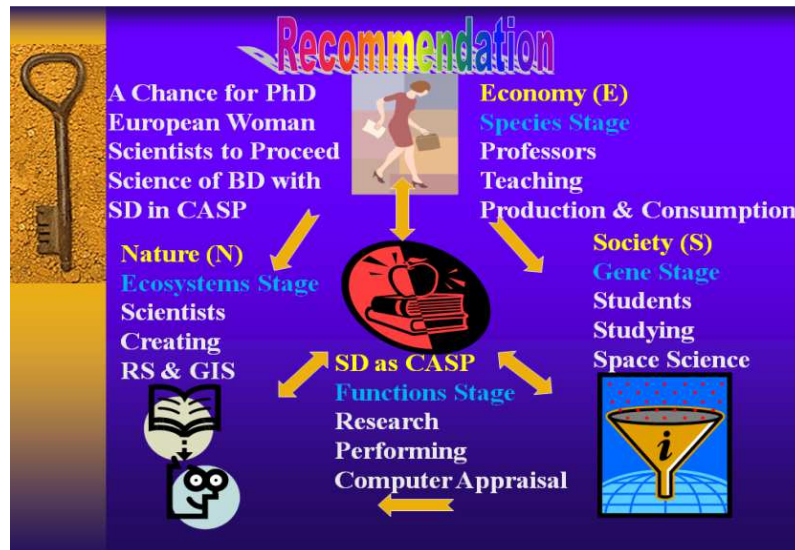 Recommendation
A Chance for PhD
European Woman
Scientists to Proceed
Science of BD with
SD in CASP
Economy (E)
Species Stage
Professors
Teaching
Production & Consumption
Nature (N)
Ecosystems Stage
Scientists
Creating
RS & GIS
Society (S)
Gene Stage
Students
Studying
Space Science
SD as CASP
Functions Stage
Research
Performing
Computer Appraisal
i